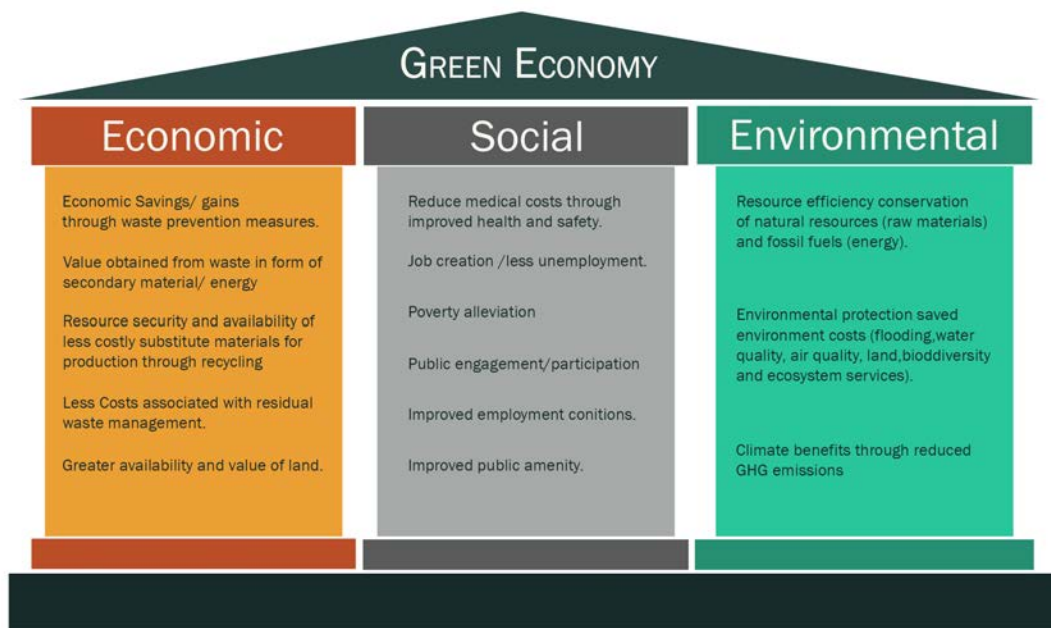 GREEN ECONOMY
Economic
Economic Savings/ gains
through waste prevention measures.
Value obtained from waste in form of
secondary material/ energy
Resource security and availability of
less costly substitute materials for
production through recycling
Less Costs associated with residual
waste management.
Greater availability and value of land.
Social
Reduce medical costs through
improved health and safety.
Job creation /less unemployment.
Poverty alleviation
Public engagement/participation
Improved employment conitions.
Improved public amenity.
Environmental
Resource efficiency conservation
of natural resources (raw materials)
and fossil fuels (energy).
Environmental protection saved
environment costs (flooding,water
quality, air quality, land,bioddiversity
and ecosystem services).
Climate benefits through reduced
GHG emissions